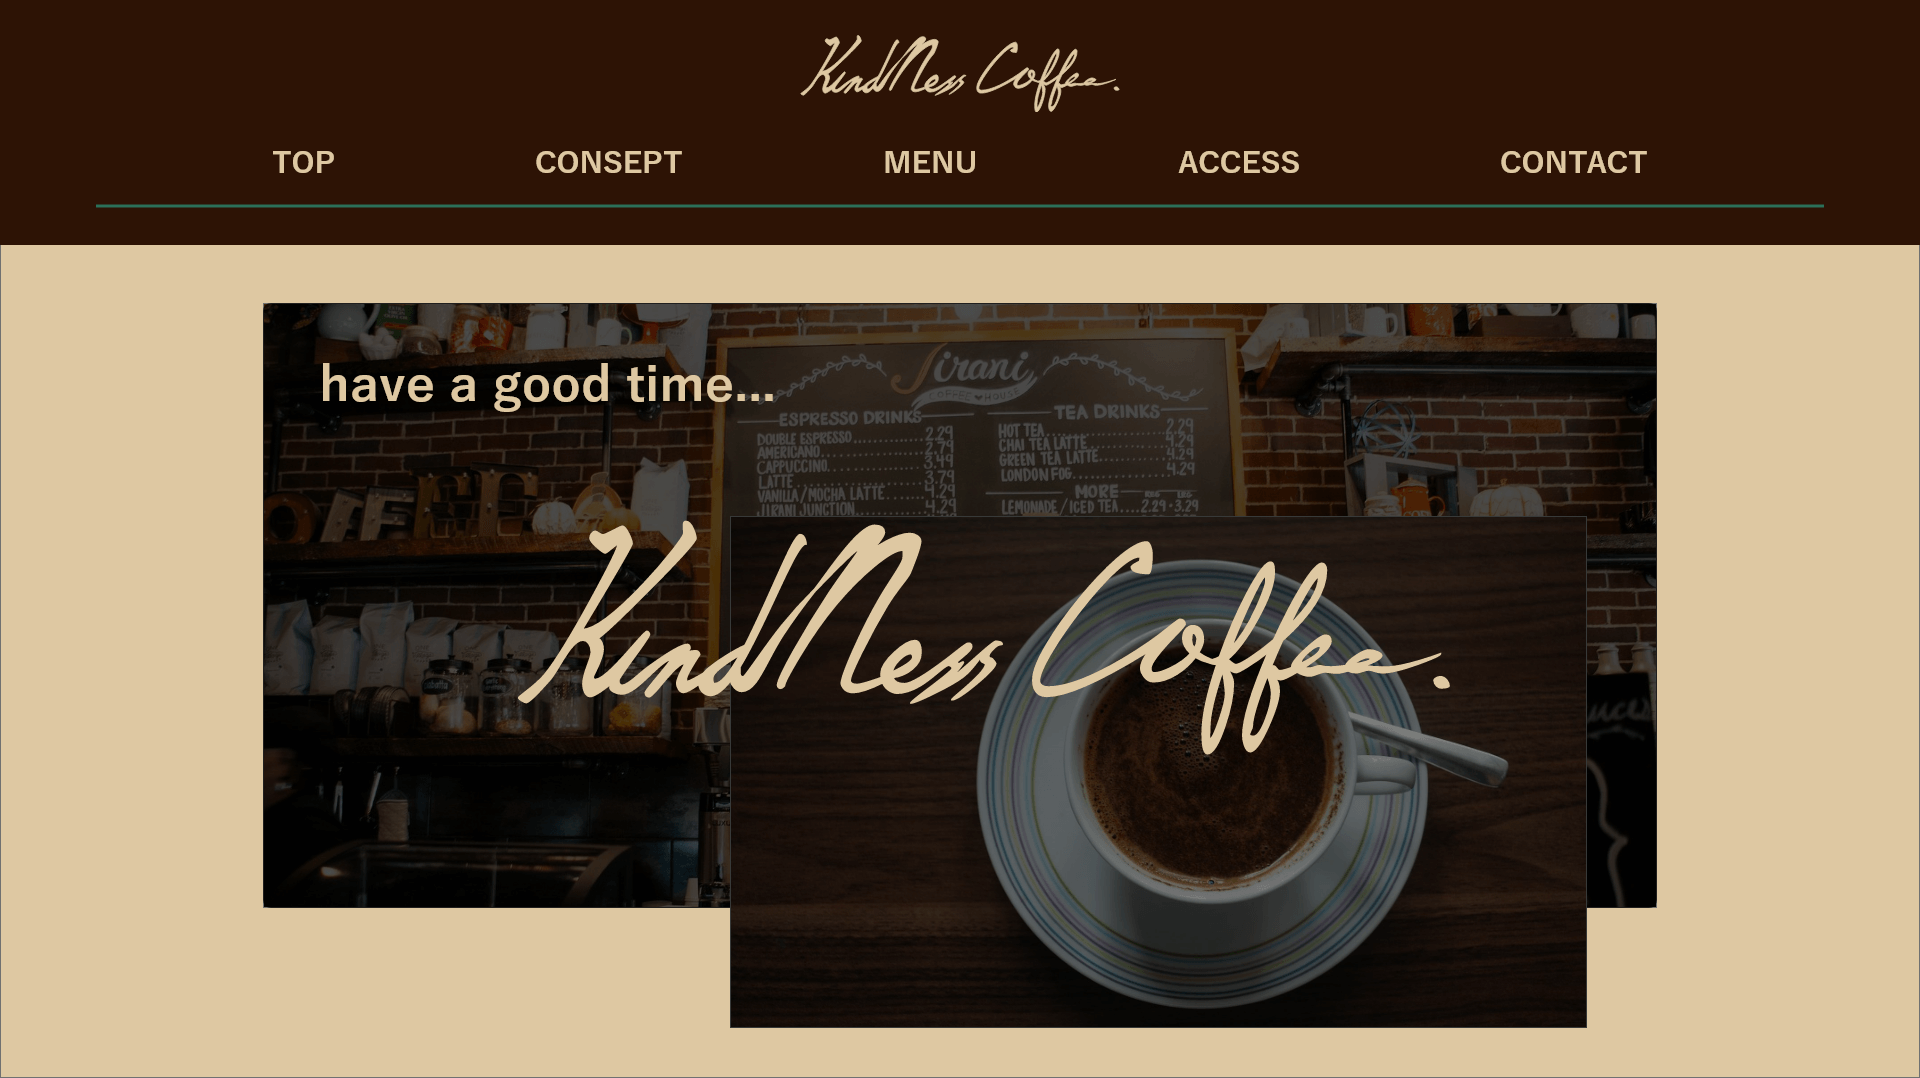 KindNess Coffee.
TOP CONSEPT MENU ACCESS CONTACT
have a good time...
Jirani
COFFEE HOUSE
ESPRESSO DRINKS
DOUBLE ESPRESSO 2.29
AMERICANO 2.79
CAPPUCCINO 3.49
LATTE 3.79
VANILLA/MOCHA LATTE 4.29
JIRANI JUNCTION 4.29
TEA DRINKS
HOT TEA 2.29
CHAI TEA LATTE 4.29
GREEN TEA LATTE 4.29
LONDON FOG 4.29
MORE
LEMONADE/ICED TEA....2.29•3.29
COFFEE
KindNess Coffee.